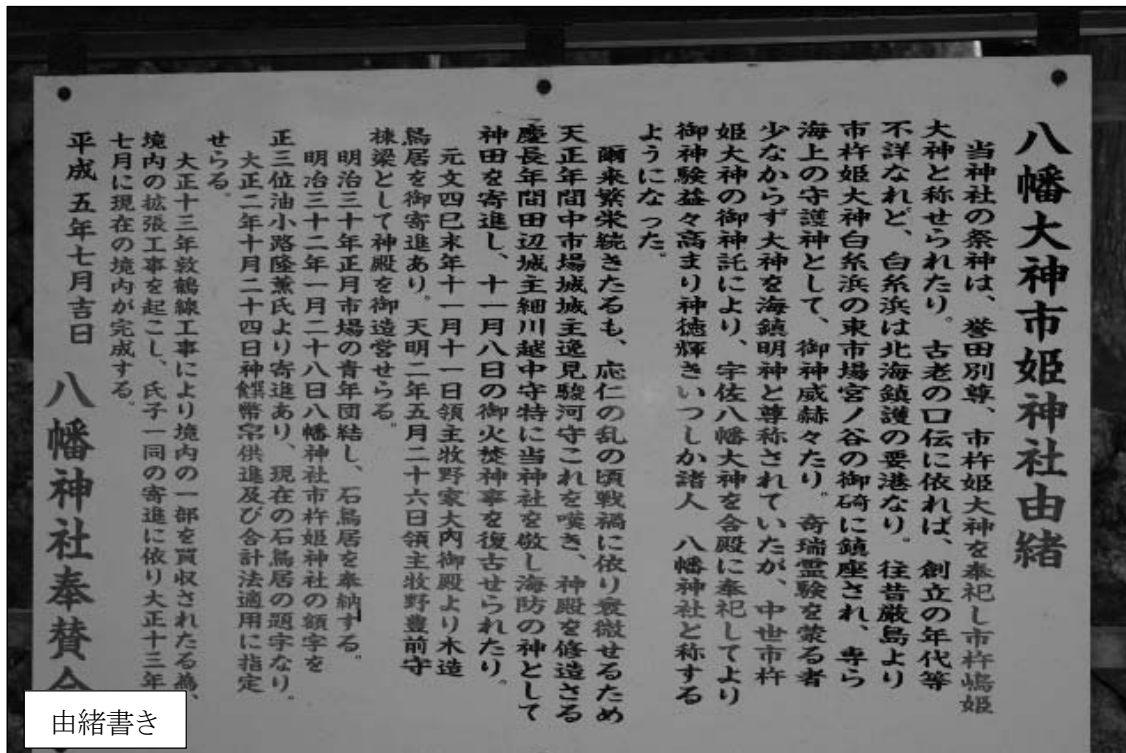 八幡大神市姫神社由緒
当神社の祭神は、誉田別尊、市杵姫大神を奉祀し市杵嶋姫
大神と称せられたり。古老の口伝に依れば、創立の年代等
不詳なれど、白糸浜は北海鎮護の要港なり。往昔厳島より
市杵姫大神白糸浜の東市場宮ノ谷の御碕に鎮座され、専ら
海上の守護神として、御神威赫々たり。奇瑞霊験を蒙る者
少なからず大神を海鎮明神と尊称されていたが、中世市杵
姫大神の御神託により、宇佐八幡大神を合殿に奉祀してより
御神験益々高まり神徳輝きいつしか諸人 八幡神社と称する
ようになった。
爾来繁栄続きたるも、応仁の乱の頃戦禍に依り衰微せるため
天正年間中市場城城主逸見駿河守これを嘆き、神殿を修造さる
慶長年間田辺城主細川越中守特に当神社を敬し海防の神として
神田を寄進し、十一月八日の御火焚神事を復古せられたり。
元文四巳未年十一月十一日領主牧野家大内御殿より木造
鳥居を御寄進あり。天明二年五月二十六日領主牧野豊前守
棟梁として神殿を御造営せらる。
明治三十年正月市場の青年団結し、石鳥居を奉納する。
明治三十二年一月二十八日八幡神社市杵姫神社の額字を
正三位油小路隆薫氏より寄進あり、現在の石鳥居の題字なり。
大正二年十月二十四日神饌幣帛供進及び会計法適用に指定
せらる。
大正十三年敦鶴線工事により境内の一部を買収されたる為、
境内の拡張工事を起こし、氏子一同の寄進に依り大正十三年
七月に現在の境内が完成する。
平成 五年七月吉日 八幡神社奉賛会
由緒書き